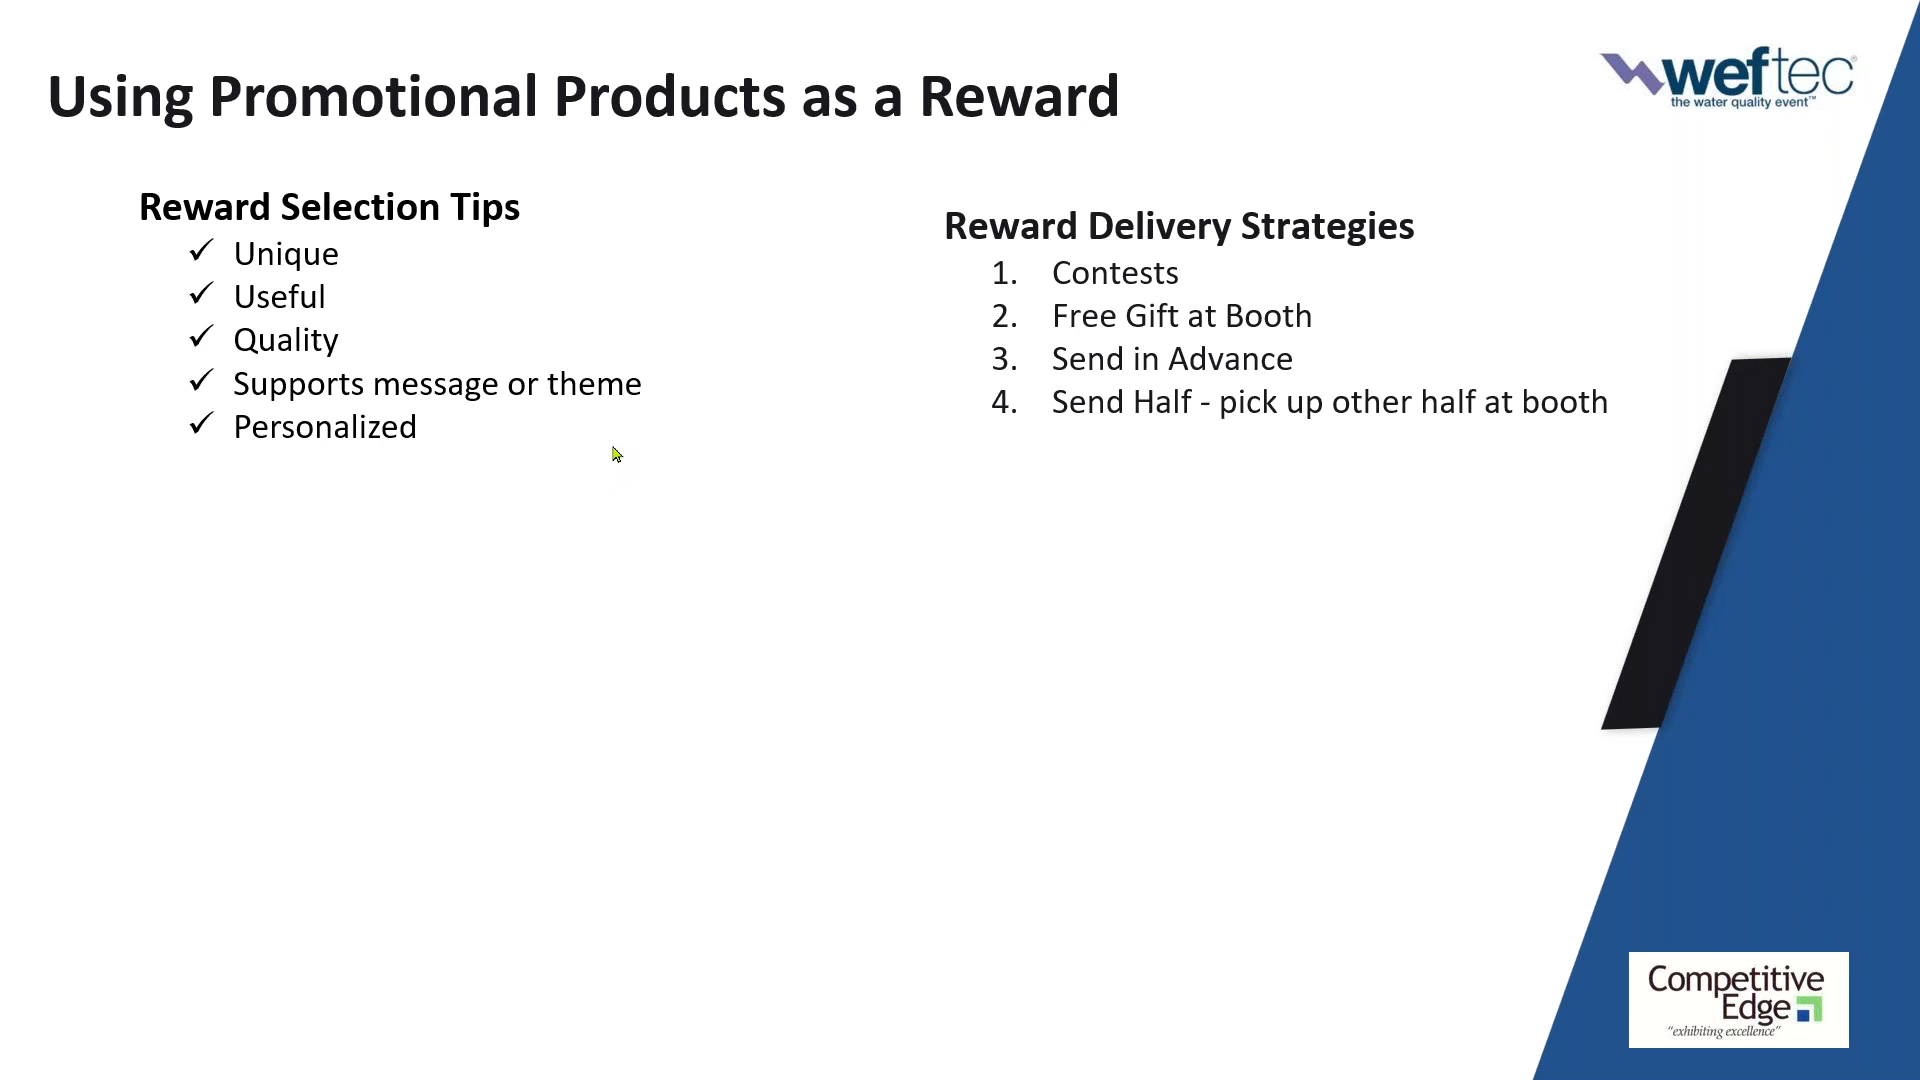 Using Promotional Products as a Reward
weftec®
the water quality event™
Reward Selection Tips
✓ Unique
✓ Useful
✓ Quality
✓ Supports message or theme
✓ Personalized
Reward Delivery Strategies
1. Contests
2. Free Gift at Booth
3. Send in Advance
4. Send Half - pick up other half at booth
Competitive
Edge
"exhibiting excellence"